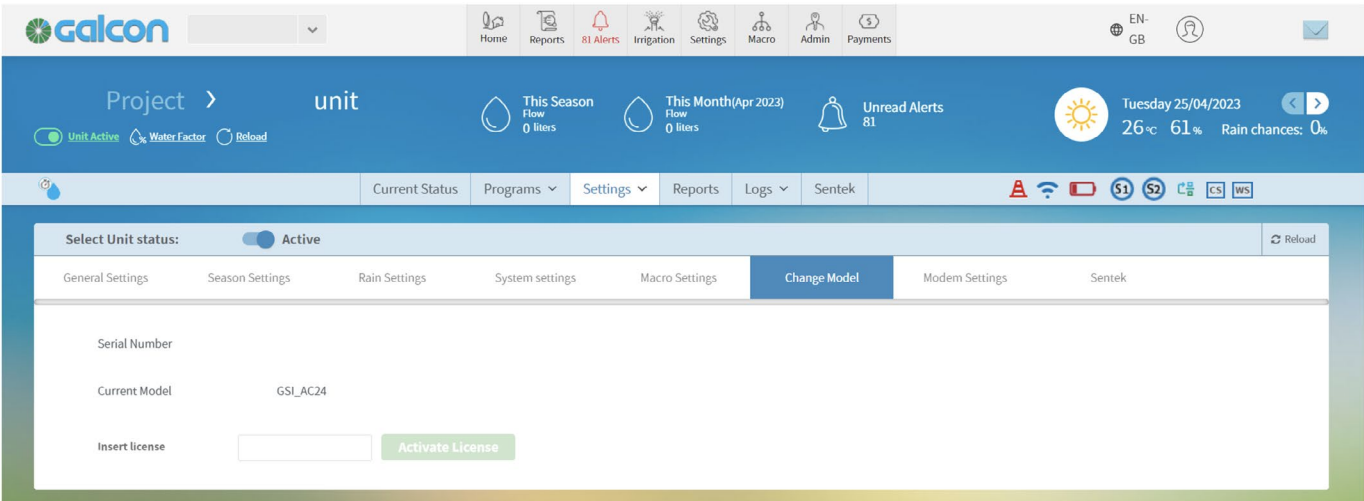 Galcon
Home
Reports
81 Alerts
Irrigation
Settings
Macro
Admin
Payments
EN-
GB
Project > unit
Unit Active
Water Factor
Reload
This Season
Flow
0 liters
This Month(Apr 2023)
Flow
0 liters
Unread Alerts
81
Tuesday 25/04/2023
26 °C 61 % Rain chances: 0%
Current Status
Programs
Settings
Reports
Logs
Sentek
S1
S2
CS
WS
Select Unit status:
Active
Reload
General Settings
Season Settings
Rain Settings
System settings
Macro Settings
Change Model
Modem Settings
Sentek
Serial Number
Current Model
GSI_AC24
Insert license
Activate License